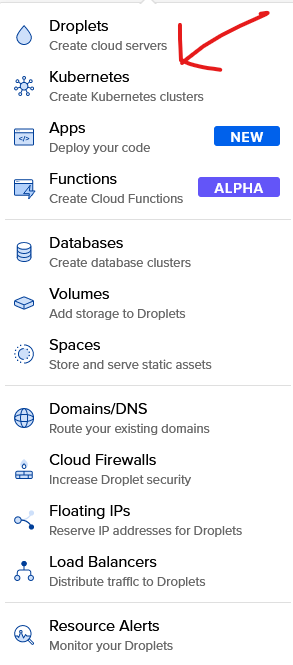 Droplets
Create cloud servers
Kubernetes
Create Kubernetes clusters
Apps
Deploy your code
NEW
Functions
Create Cloud Functions
ALPHA
Databases
Create database clusters
Volumes
Add storage to Droplets
Spaces
Store and serve static assets
Domains/DNS
Route your existing domains
Cloud Firewalls
Increase Droplet security
Floating IPs
Reserve IP addresses for Droplets
Load Balancers
Distribute traffic to Droplets
Resource Alerts
Monitor your Droplets